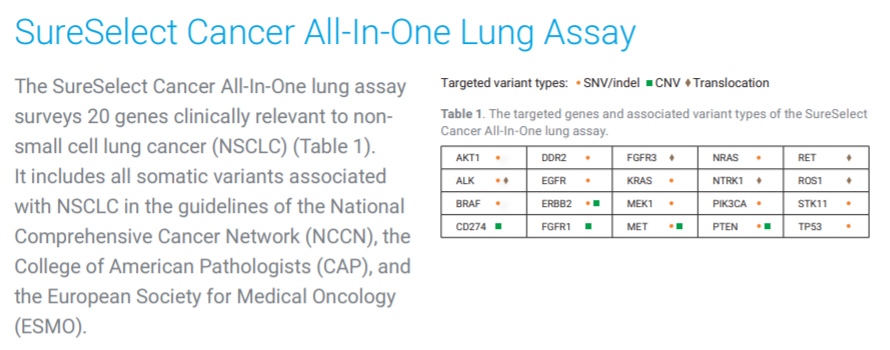 SureSelect Cancer All-In-One Lung Assay
The SureSelect Cancer All-In-One lung assay
surveys 20 genes clinically relevant to non-
small cell lung cancer (NSCLC) (Table 1).
It includes all somatic variants associated
with NSCLC in the guidelines of the National
Comprehensive Cancer Network (NCCN), the
College of American Pathologists (CAP), and
the European Society for Medical Oncology
(ESMO).
Targeted variant types: • SNV/indel ■ CNV ♦ Translocation
Table 1. The targeted genes and associated variant types of the SureSelect
Cancer All-In-One lung assay.
AKT1 • DDR2 • FGFR3 ♦ NRAS • RET ♦
ALK • ♦ EGFR • KRAS • NTRK1 ♦ ROS1 ♦
BRAF • ERBB2 • ■ MEK1 • PIK3CA • STK11 •
CD274 ■ FGFR1 ■ MET • ■ PTEN • ■ TP53 •